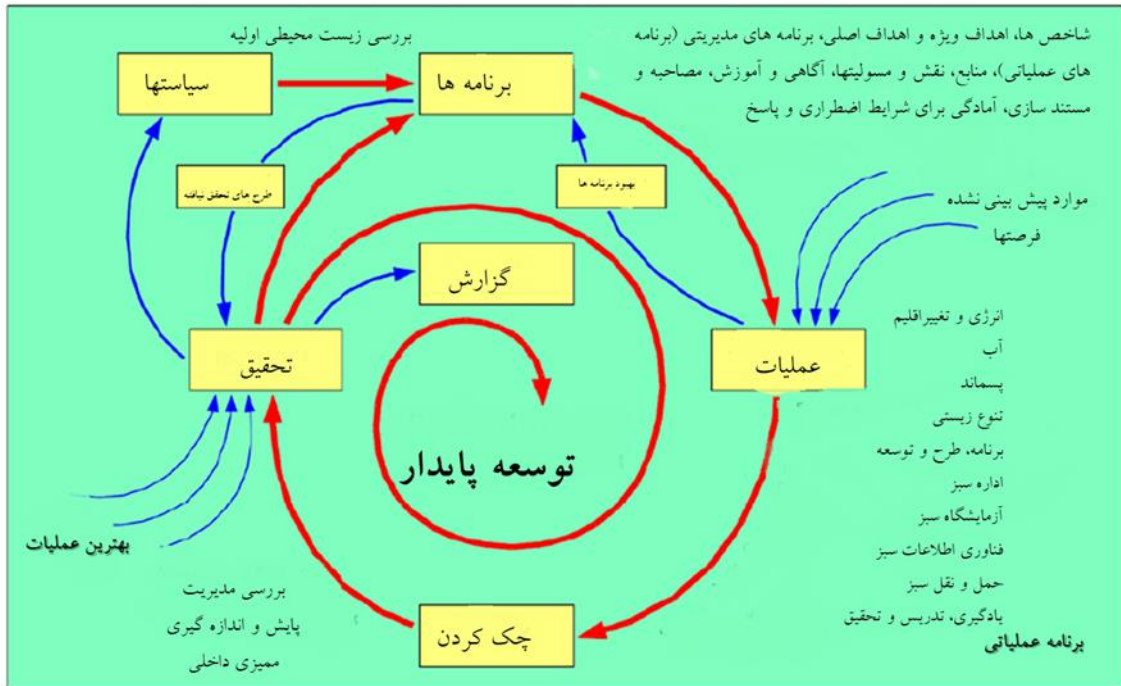 بررسی زیست محیطی اولیه
شاخص ها، اهداف ویژه و اهداف اصلی، برنامه های مدیریتی (برنامه
های عملیاتی)، منابع، نقش و مسولیتها، آگاهی و آموزش، مصاحبه و
مستند سازی، آمادگی برای شرایط اضطراری و پاسخ
سیاستها
برنامه ها
طرح های تحقق نیافته
بهبود برنامه ها
موارد پیش بینی نشده
فرصتها
گزارش
تحقیق
عملیات
توسعه پایدار
انرژی و تغییراقلیم
آب
پسماند
تنوع زیستی
برنامه، طرح و توسعه
اداره سبز
آزمایشگاه سبز
فناوری اطلاعات سبز
حمل و نقل سبز
یادگیری، تدریس و تحقیق
برنامه عملیاتی
بهترین عملیات
بررسی مدیریت
پایش و اندازه گیری
ممیزی داخلی
چک کردن